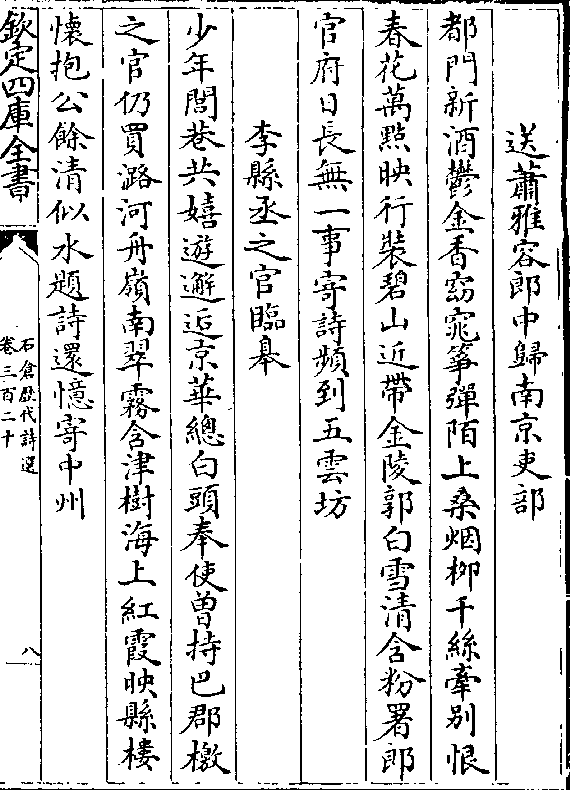 送蕭雅容郎中歸南京吏部
都門新酒鬱金香窈窕箏彈陌上桑烟栁千絲牽别恨
春花萬點映行裝碧山近帶金陵郭白雪清含粉署郎
官府日長無一事寄詩頻到五雲坊
李縣丞之官臨皋
少年閭巷共嬉遊邂逅京華總白頭奉使曽持巴郡檄
之官仍買潞河舟嶺南翠霧含津樹海上紅霞映縣樓
懐抱公餘清似水題詩還憶寄中州
欽定四庫全書
石倉歴代詩選
卷三百二十
八